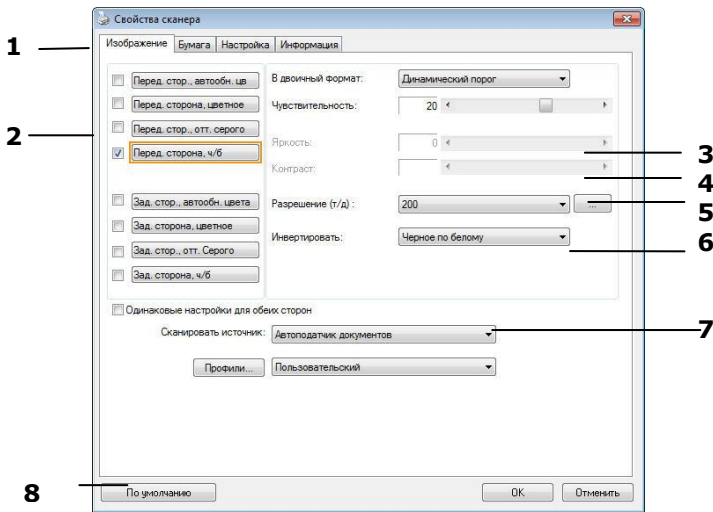 Свойства сканера
1
Изображение Бумага Настройка Информация
2
Перед. стор., автообн. цв
Перед. сторона, цветное
Перед. стор., отт. серого
Перед. сторона, ч/б
Зад. стор., автообн. цвета
Зад. сторона, цветное
Зад. стор., отт. Серого
Зад. сторона, ч/б
В двоичный формат: Динамический порог
Чувствительность: 20
Яркость: 0
3
Контраст:
4
Разрешение (т/д) : 200 ...
5
Инвертировать: Черное по белому
6
Одинаковые настройки для обеих сторон
Сканировать источник: Автоподатчик документов
7
Профили... Пользовательский
8
По умолчанию OK Отменить